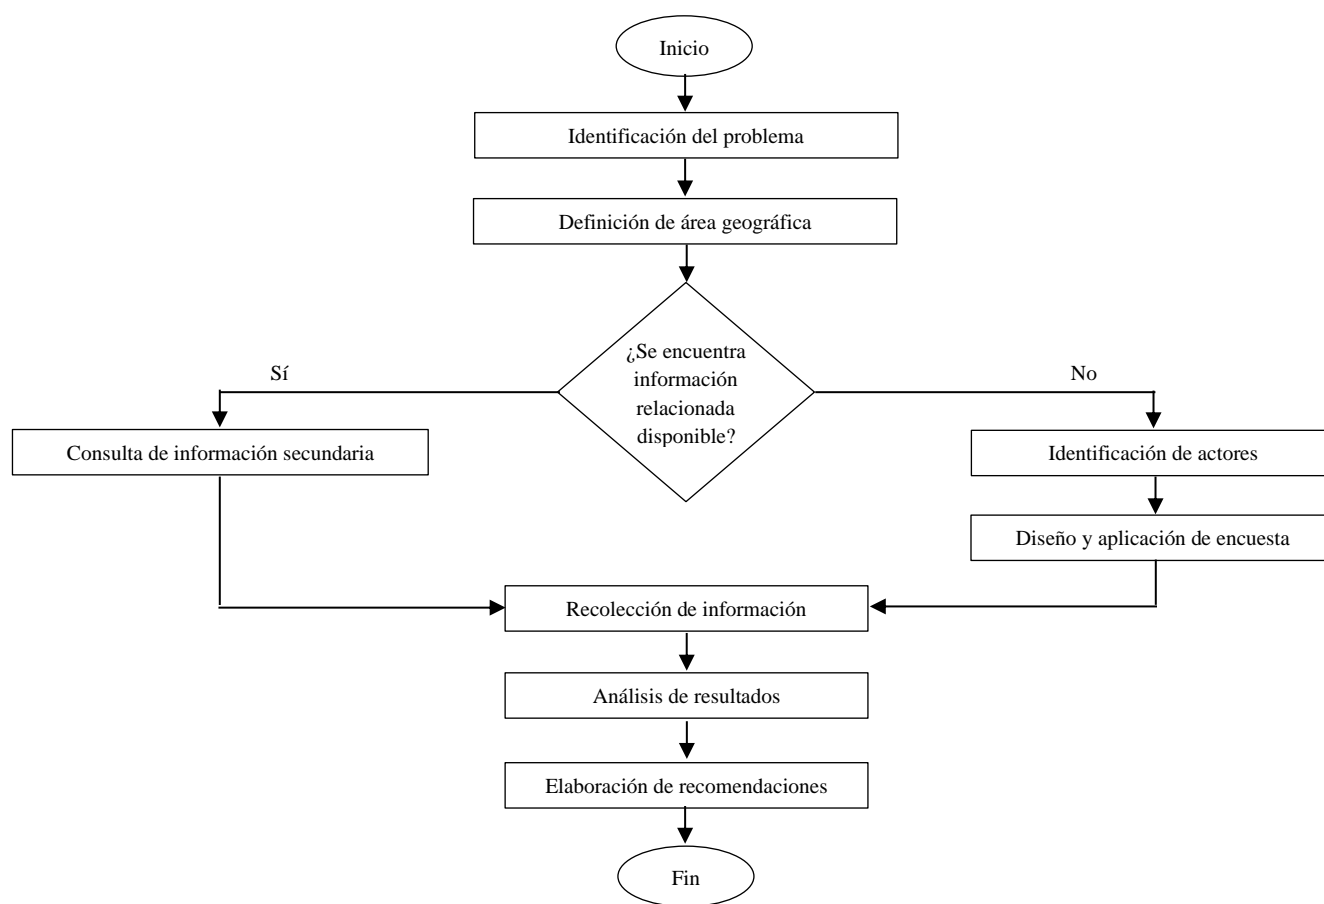 Inicio
Identificación del problema
Definición de área geográfica
¿Se encuentra
información
relacionada
disponible?
Sí
No
Consulta de información secundaria
Identificación de actores
Diseño y aplicación de encuesta
Recolección de información
Análisis de resultados
Elaboración de recomendaciones
Fin